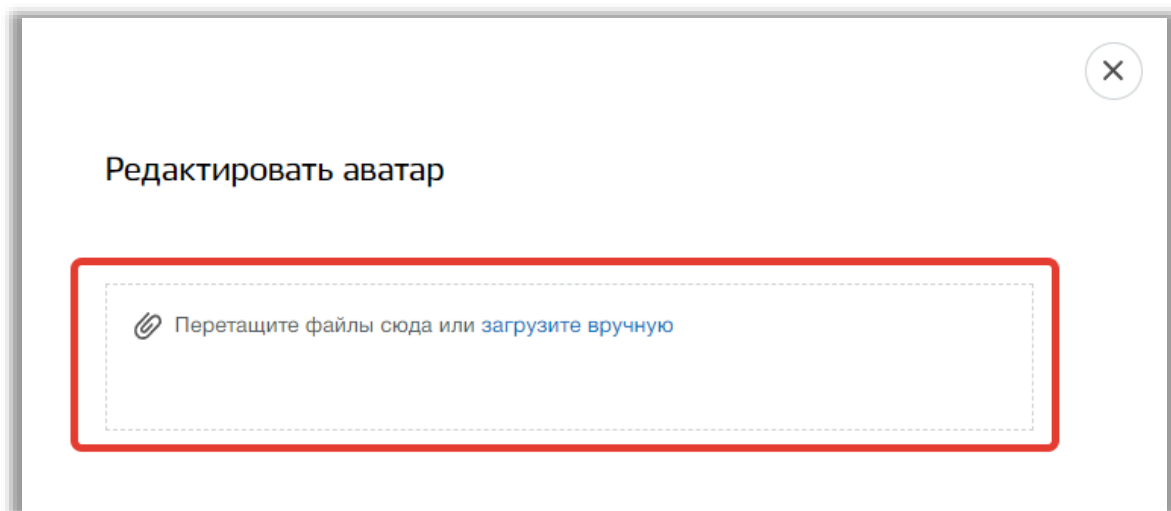 Редактировать аватар
Перетащите файлы сюда или загрузите вручную